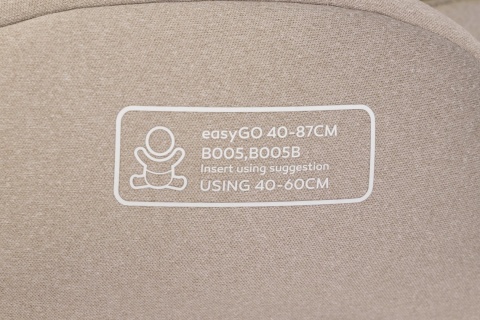 easyGO 40-87CM
B005,B005B
Insert using suggestion
USING 40-60CM